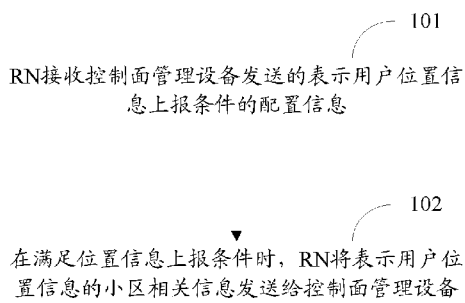 101
RN接收控制面管理设备发送的表示用户位置信
息上报条件的配置信息
102
在满足位置信息上报条件时，RN将表示用户位
置信息的小区相关信息发送给控制面管理设备